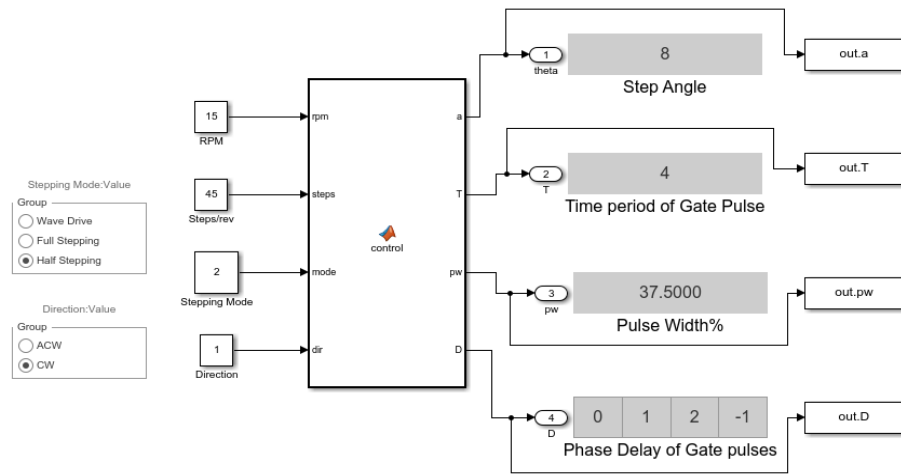 Stepping Mode:Value
Group
Wave Drive
Full Stepping
Half Stepping
Direction:Value
Group
ACW
CW
15
RPM
45
Steps/rev
2
Stepping Mode
1
Direction
rpm
steps
mode
dir
control
a
T
pw
D
1
theta
8
Step Angle
out.a
2
T
4
Time period of Gate Pulse
out.T
3
pw
37.5000
Pulse Width%
out.pw
4
D
0 1 2 -1
Phase Delay of Gate pulses
out.D